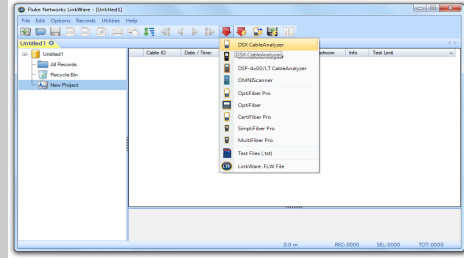 Fluke Networks LinkWare - [Untitled1]
File Edit Options Records Utilities Help
Untitled1
Untitled1
All Records
Recycle Bin
New Project
Cable ID Date / Time Headroom Info Test Limit
DSX CableAnalyzer
DSX CableAnalyzer
DSP-4x00/LT CableAnalyzer
OMNIScanner
OptiFiber Pro
OptiFiber
CertiFiber Pro
SimpliFiber Pro
MultiFiber Pro
Test Files (.tst)
LinkWare .FLW File
0.0 m REC:0000 SEL:0000 TOT:0000